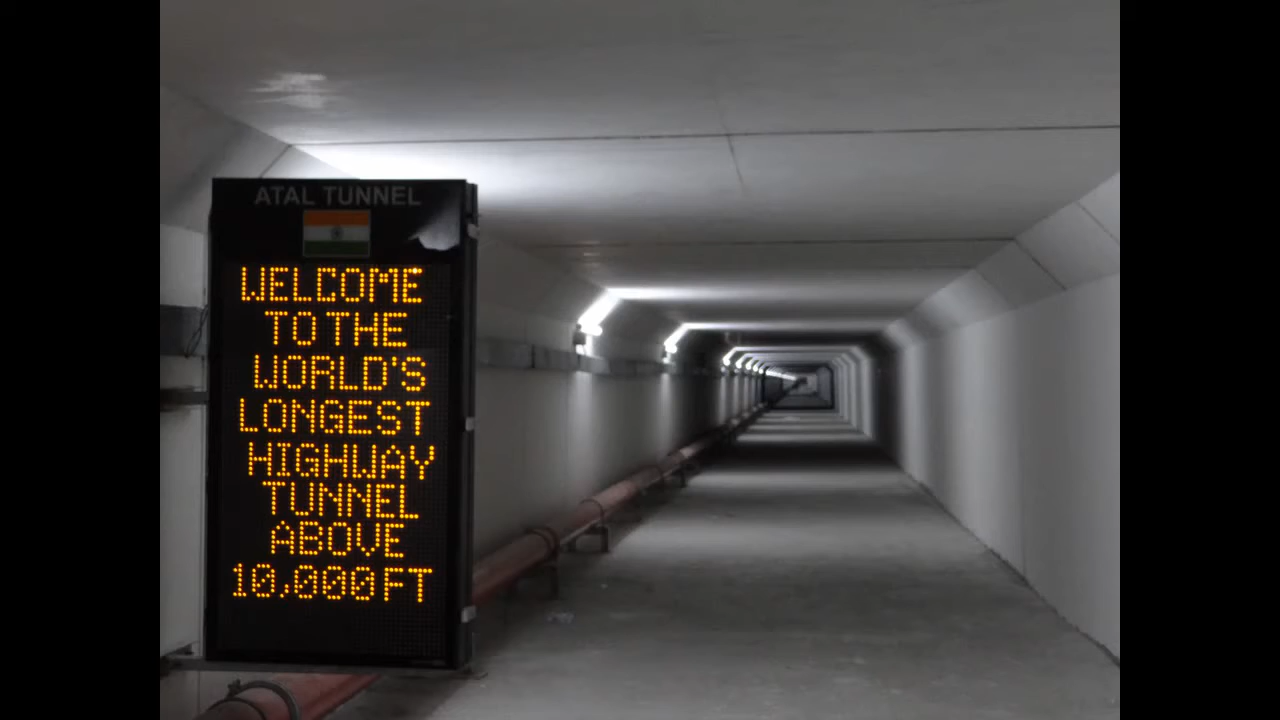 ATAL TUNNEL
WELCOME
TO THE
WORLD'S
LONGEST
HIGHWAY
TUNNEL
ABOVE
10,000 FT